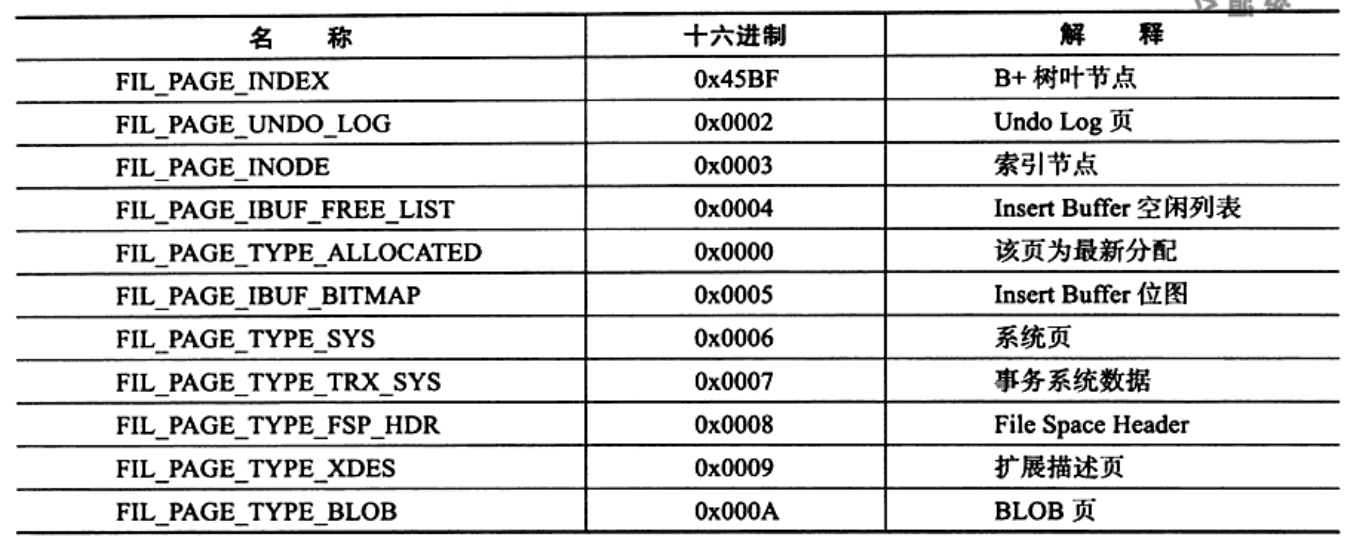 名 称 十六进制 解 释
FIL_PAGE_INDEX 0x45BF B+ 树叶节点
FIL_PAGE_UNDO_LOG 0x0002 Undo Log 页
FIL_PAGE_INODE 0x0003 索引节点
FIL_PAGE_IBUF_FREE_LIST 0x0004 Insert Buffer 空闲列表
FIL_PAGE_TYPE_ALLOCATED 0x0000 该页为最新分配
FIL_PAGE_IBUF_BITMAP 0x0005 Insert Buffer 位图
FIL_PAGE_TYPE_SYS 0x0006 系统页
FIL_PAGE_TYPE_TRX_SYS 0x0007 事务系统数据
FIL_PAGE_TYPE_FSP_HDR 0x0008 File Space Header
FIL_PAGE_TYPE_XDES 0x0009 扩展描述页
FIL_PAGE_TYPE_BLOB 0x000A BLOB 页